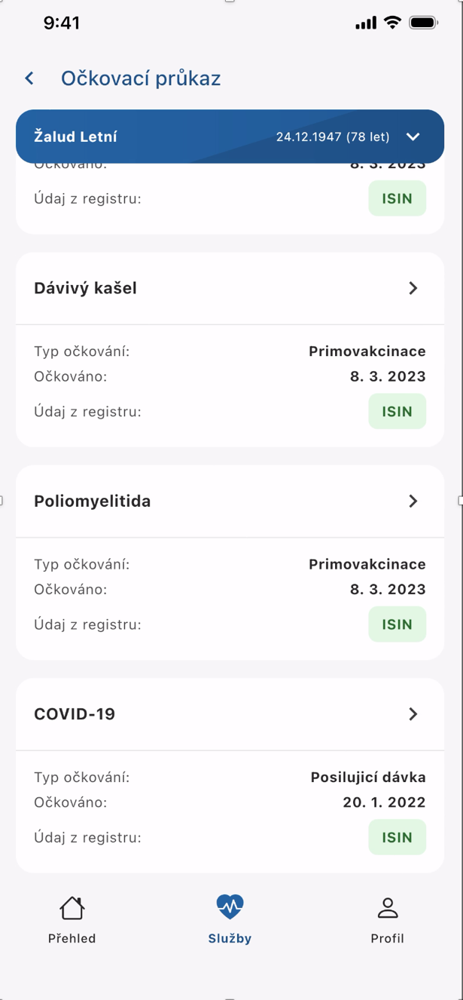 9:41
Očkovací průkaz
Žalud Letní 24.12.1947 (78 let)
Očkováno: 8. 3. 2023
Údaj z registru: ISIN
Dávivý kašel
Typ očkování: Primovakcinace
Očkováno: 8. 3. 2023
Údaj z registru: ISIN
Poliomyelitida
Typ očkování: Primovakcinace
Očkováno: 8. 3. 2023
Údaj z registru: ISIN
COVID-19
Typ očkování: Posilujicí dávka
Očkováno: 20. 1. 2022
Údaj z registru: ISIN
Přehled Služby Profil